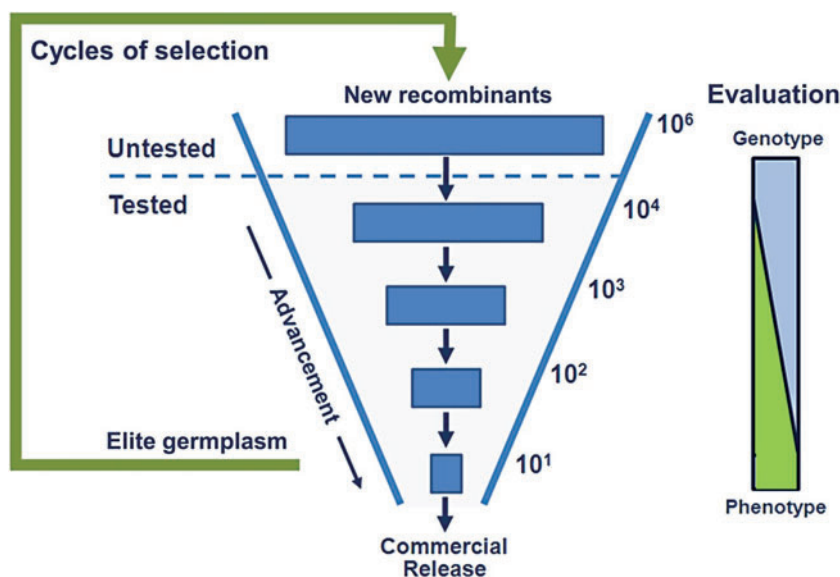 Cycles of selection
New recombinants
Evaluation
10⁶
Genotype
Untested
Tested
10⁴
10³
Advancement
10²
Elite germplasm
10¹
Phenotype
Commercial
Release